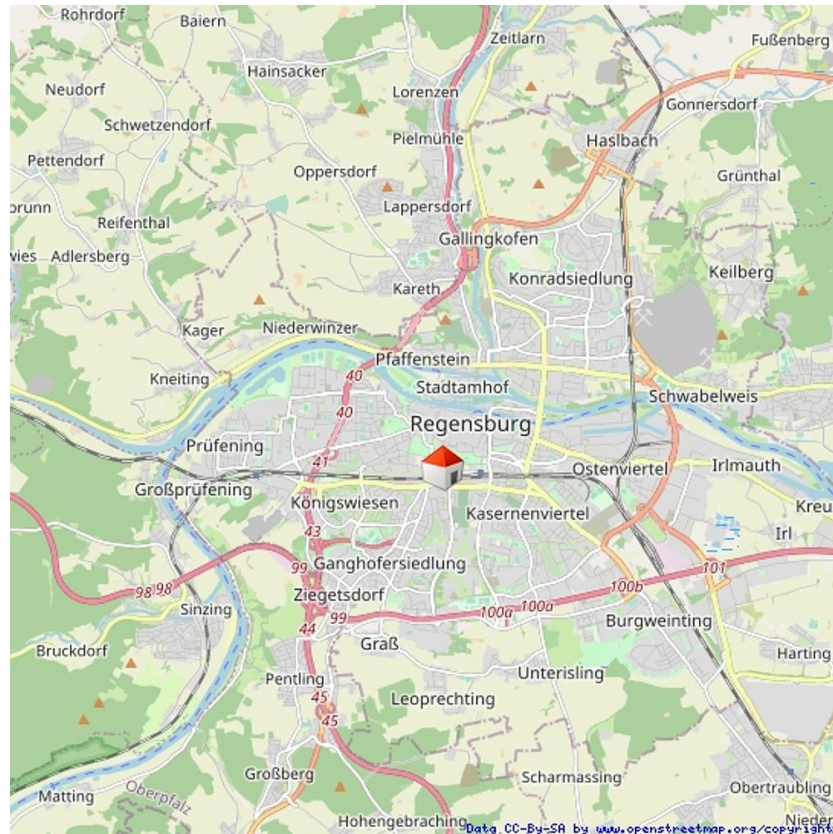 Rohrdorf
Baiern
Zeitlarn
Fußenberg
Hainsacker
Neudorf
Lorenzen
Gonnersdorf
Schwetzendorf
Pielmühle
Haslbach
Pettendorf
Oppersdorf
Grünthal
orunn
Reifenthal
Lappersdorf
Gallingkofen
wies
Adlersberg
Konradsiedlung
Keilberg
Kareth
Kager
Niederwinzer
Pfaffenstein
Kneiting
40
Stadtamhof
Schwabelweis
40
Regensburg
Prüfening
41
Ostenviertel
Irlmauth
Großprüfening
Königswiesen
Kasernenviertel
Kreu
43
Irl
99
Ganghofersiedlung
101
98 98
Ziegetsdorf
100b
Sinzing
100a
100a
99
44
Burgweinting
Graß
Bruckdorf
Harting
Pentling
Unterisling
45
Leoprechting
45
Großberg
Scharmassing
Matting
Oberpfalz
Obertraubling
Hohengebraching
Nieder
Data CC-By-SA by www.openstreetmap.org/copyright